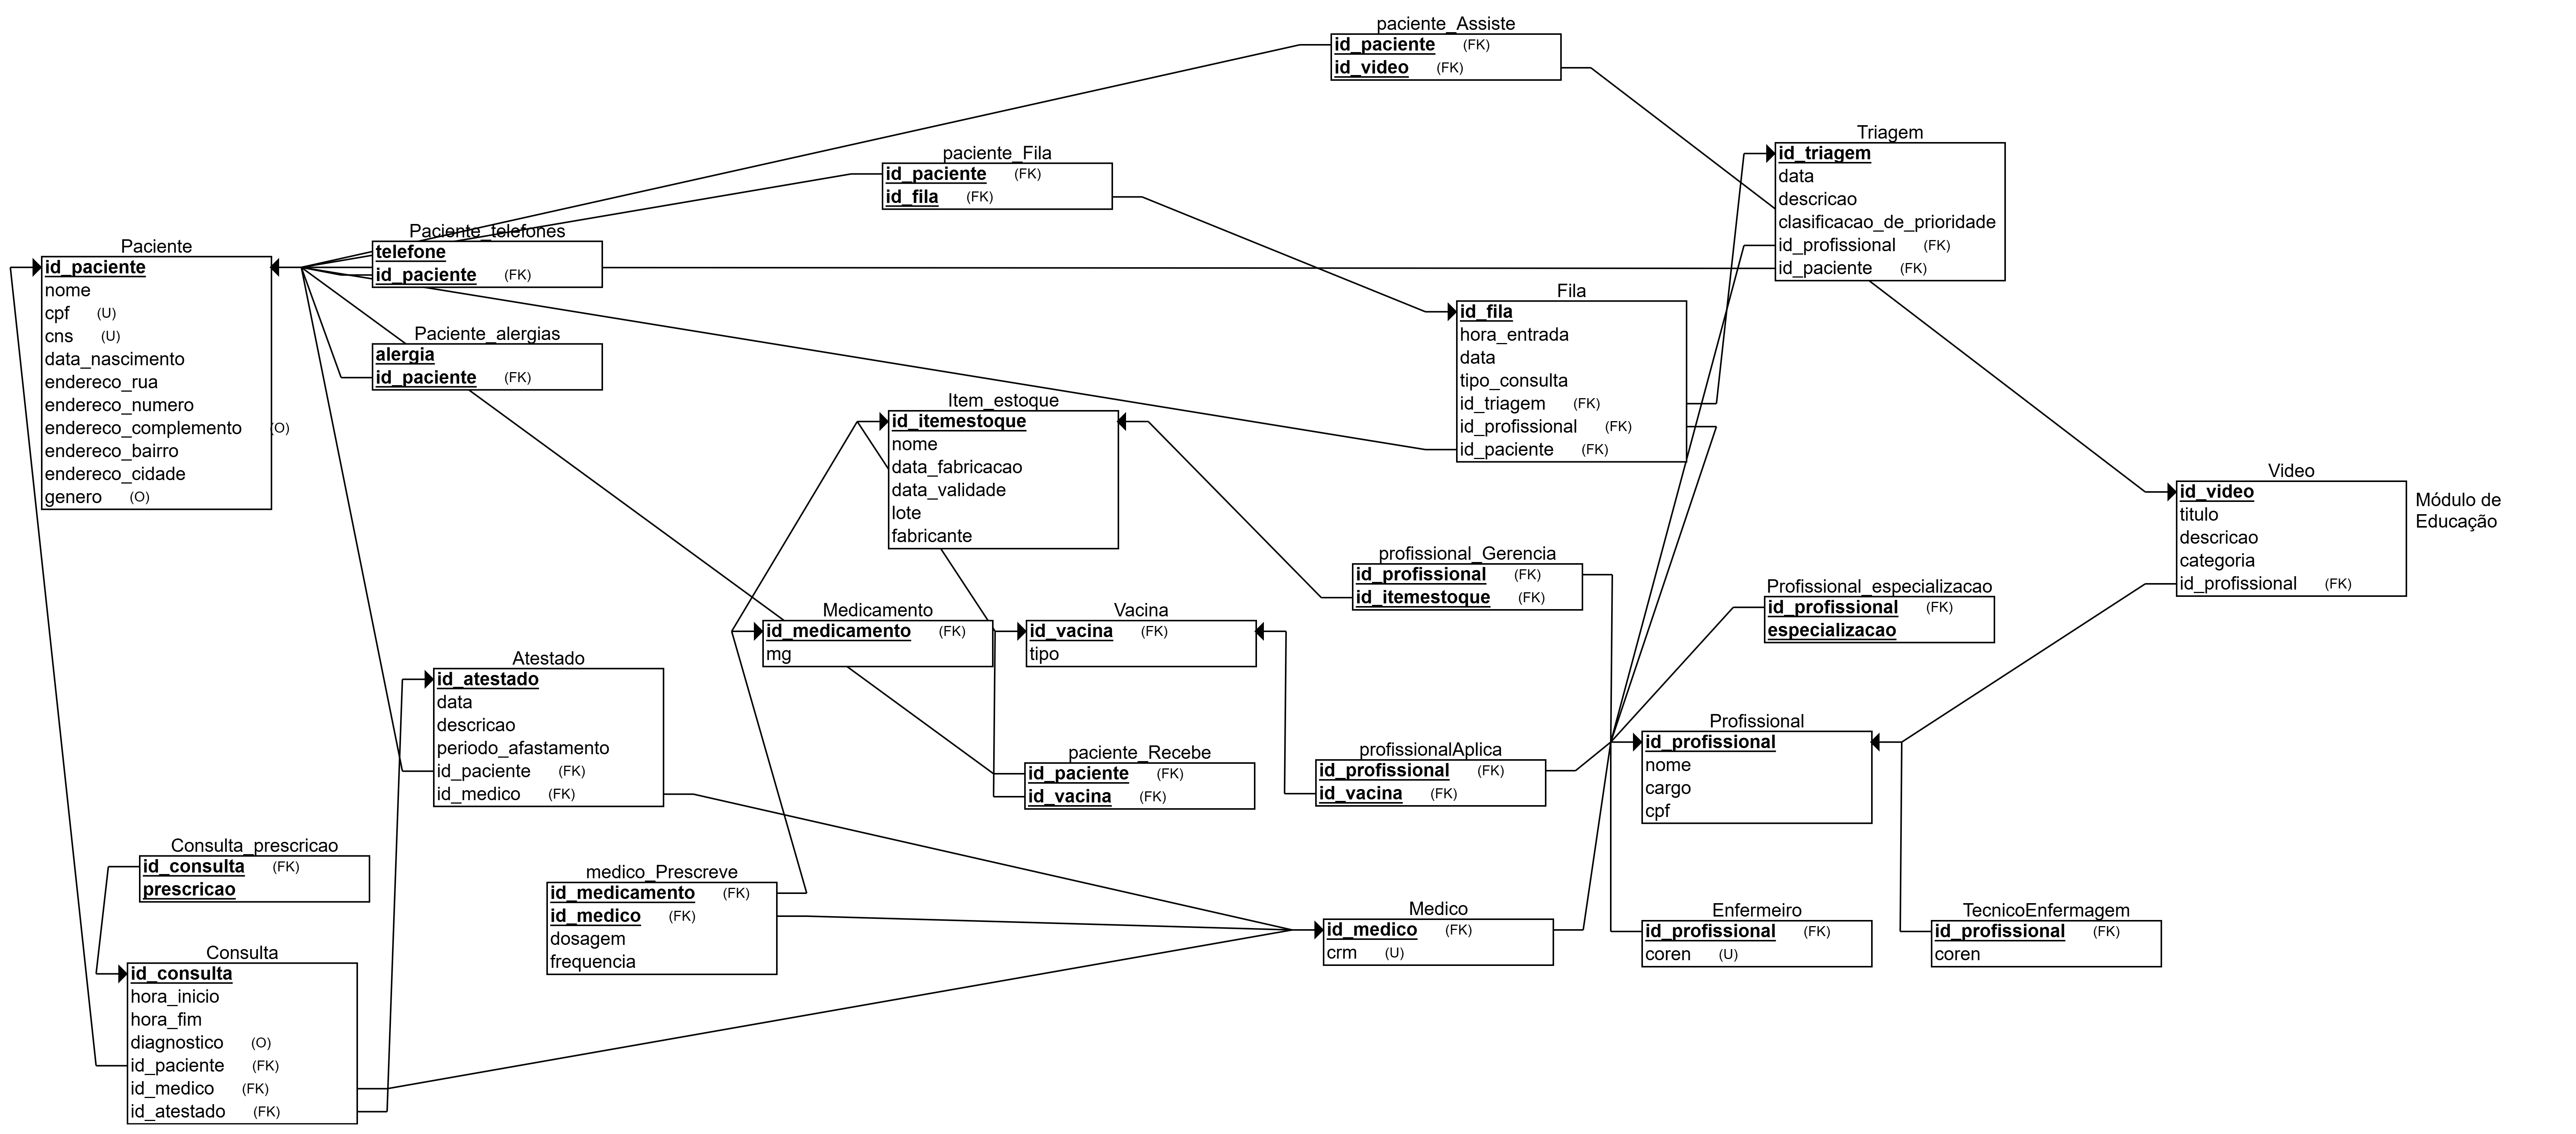 paciente_Assiste
id_paciente (FK)
id_video (FK)
Triagem
id_triagem
data
descricao
clasificacao_de_prioridade
id_profissional (FK)
id_paciente (FK)
paciente_Fila
id_paciente (FK)
id_fila (FK)
Paciente_telefones
telefone
id_paciente (FK)
Paciente
id_paciente
nome
cpf (U)
cns (U)
data_nascimento
endereco_rua
endereco_numero
endereco_complemento (O)
endereco_bairro
endereco_cidade
genero (O)
Paciente_alergias
alergia
id_paciente (FK)
Fila
id_fila
hora_entrada
data
tipo_consulta
id_triagem (FK)
id_profissional (FK)
id_paciente (FK)
Item_estoque
id_itemestoque
nome
data_fabricacao
data_validade
lote
fabricante
Video
id_video
titulo
descricao
categoria
id_profissional (FK)
Módulo de
Educação
profissional_Gerencia
id_profissional (FK)
id_itemestoque (FK)
Profissional_especializacao
id_profissional (FK)
especializacao
Medicamento
id_medicamento (FK)
mg
Vacina
id_vacina (FK)
tipo
Atestado
id_atestado
data
descricao
periodo_afastamento
id_paciente (FK)
id_medico (FK)
paciente_Recebe
id_paciente (FK)
id_vacina (FK)
profissionalAplica
id_profissional (FK)
id_vacina (FK)
Profissional
id_profissional
nome
cargo
cpf
Consulta_prescricao
id_consulta (FK)
prescricao
medico_Prescreve
id_medicamento (FK)
id_medico (FK)
dosagem
frequencia
Medico
id_medico (FK)
crm (U)
Enfermeiro
id_profissional (FK)
coren (U)
TecnicoEnfermagem
id_profissional (FK)
coren
Consulta
id_consulta
hora_inicio
hora_fim
diagnostico (O)
id_paciente (FK)
id_medico (FK)
id_atestado (FK)